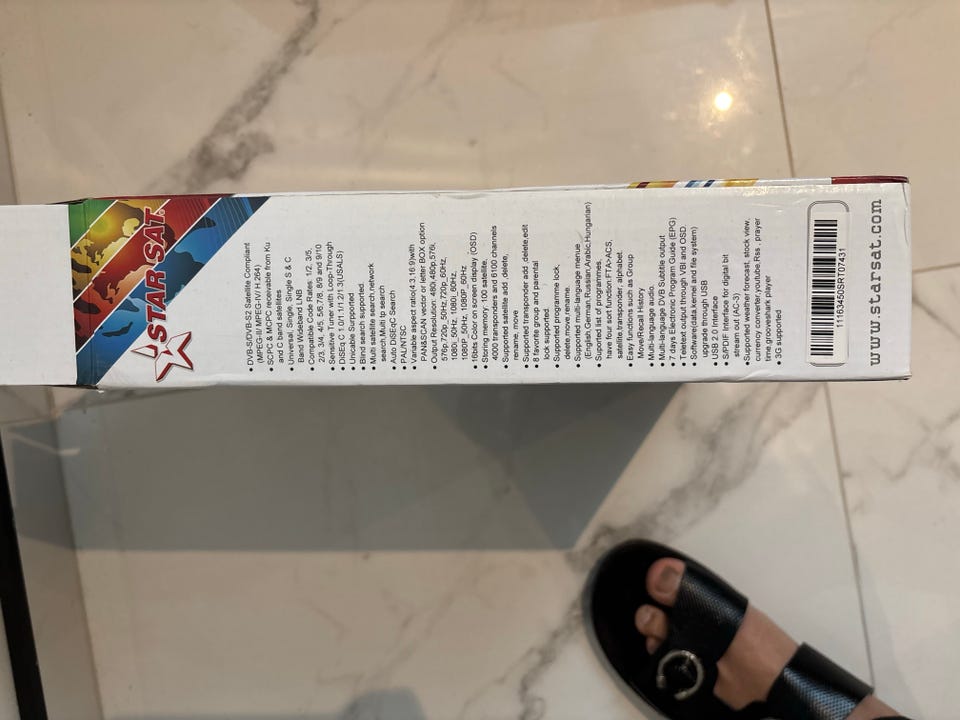 STAR SAT
• DVB-S/DVB-S2 Satellite Compliant
(MPEG-ii/ MPEG-IV/ H.264)
• SCPC & MCPC receivable from Ku
and C band satellites
• Universal, Single, Single S & C
Band Wideband LNB
• Compatible Code Rates: 1/2, 3/5,
2/3, 3/4, 4/5, 5/6, 7/8, 8/9 and 9/10
• Sensitive Tuner with Loop-Through
• DISEq C 1.0/1.1.2/1.3(USALS)
• Unicable Surpported
• Blind search supported.
• Multi satellite search,network
search,Multi tp search
• Auto DiSEqC Search
• PAL/NTSC
• Variable aspect ratio(4:3,16:9)with
PAN&SCAN vector or letter BOX option
• Output Resolution: 480i,480p,576i,
576p,720p_50Hz,720p_60Hz,
1080i_50Hz, 1080i_60Hz,
1080P_50Hz, 1080P_60Hz
• 16bits Color on screen display (OSD)
• Storing memory :100 satellite,
4000 transponders and 6100 channels
• Supported satellite add ,delete,
rename, move
• Supported transponder add ,delete,edit
• 8 favorite group and parental
lock supported.
• Supported programme lock,
delete,move,rename.
• Supports multi-language menu
(English,German,Russian,Arabic,Hungarian)
• Supported list of programmes
have four sort function:FTA>ACS,
satellite,transponder, alphabet.
• Easy functions such as Group
Move/Recall History.
• Multi-language audio.
• Multi-language DVB Subtitle output
• 7 days Electronic Program Guide (EPG)
• Teletext output through VBI and OSD.
• Software(data,kernel and file system)
upgrade through USB
• USB 2.0 Interface
• S/PDIF Interface for digital bit
stream out (AC-3)
• Supported weather forecast, stock view,
currency converter, youtube,Rss , prayer
time,grooveshark player .
• 3G supported
11163450SRT07431
www.starsat.com